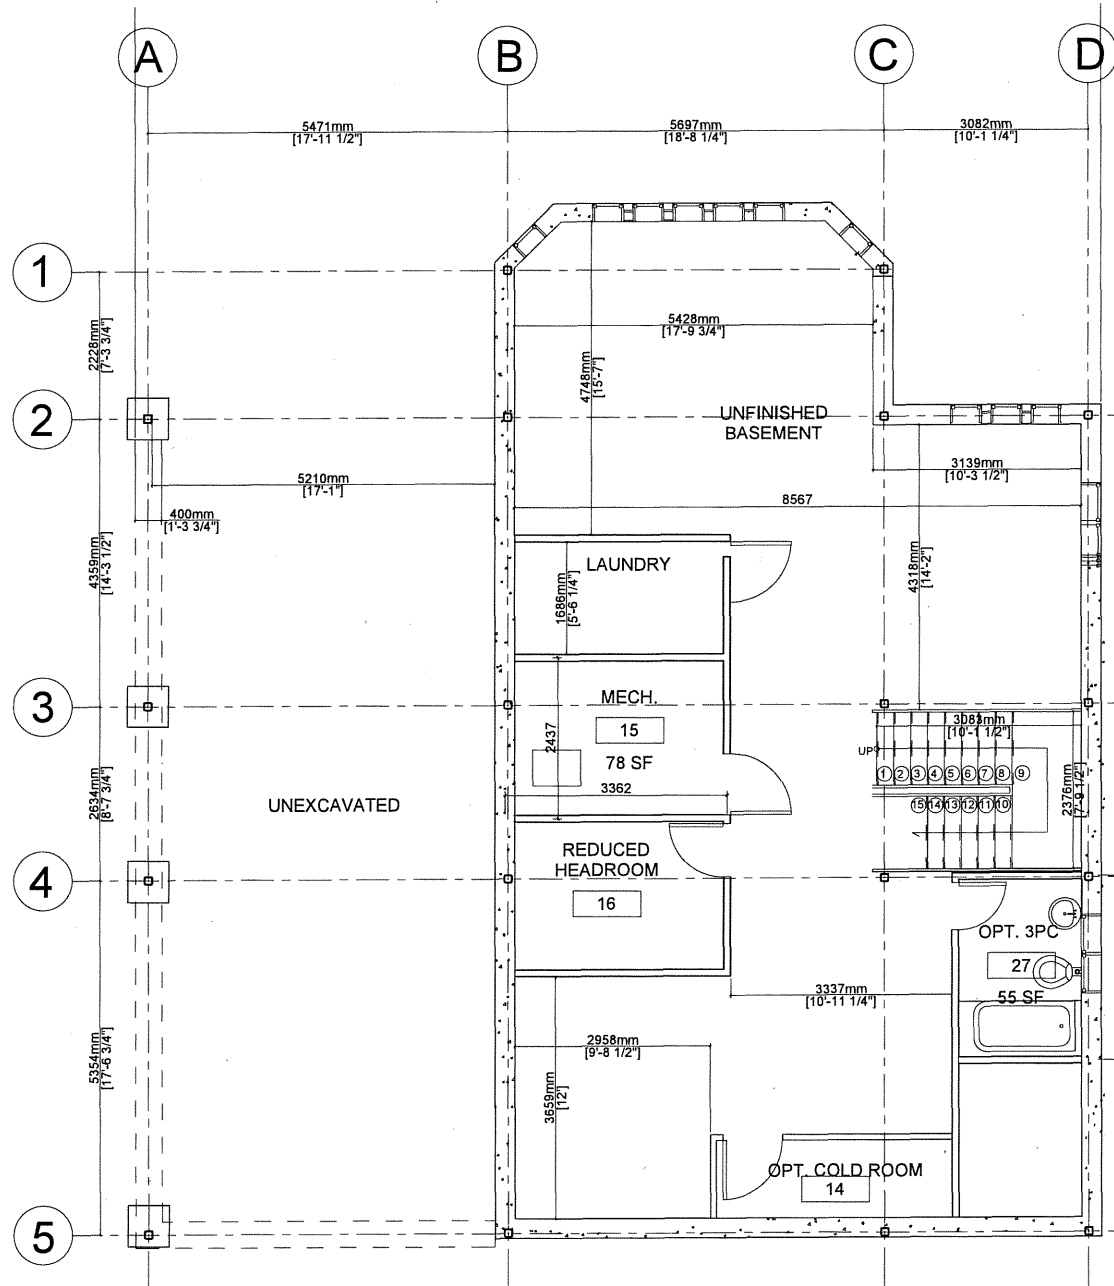 A
B
C
D
5471mm
[17'-11 1/2"]
5697mm
[18'-8 1/4"]
3082mm
[10'-1 1/4"]
1
2228mm
[7'-3 3/4"]
5428mm
[17'-9 3/4"]
4748mm
[15'-7"]
2
UNFINISHED
BASEMENT
5210mm
[17'-1"]
3139mm
[10'-3 1/2"]
8567
400mm
[1'-3 3/4"]
4359mm
[14'-3 1/2"]
LAUNDRY
1686mm
[5'-6 1/4"]
4318mm
[14'-2"]
3
MECH.
15
78 SF
2437
3362
3083mm
[10'-1 1/2"]
UP
1 2 3 4 5 6 7 8 9
15 14 13 12 11 10
2376mm
[7'-9 1/2"]
2634mm
[8'-7 3/4"]
UNEXCAVATED
4
REDUCED
HEADROOM
16
OPT. 3PC
27
55 SF
3337mm
[10'-11 1/4"]
2958mm
[9'-8 1/2"]
3659mm
[12']
5354mm
[17'-6 3/4"]
OPT. COLD ROOM
14
5